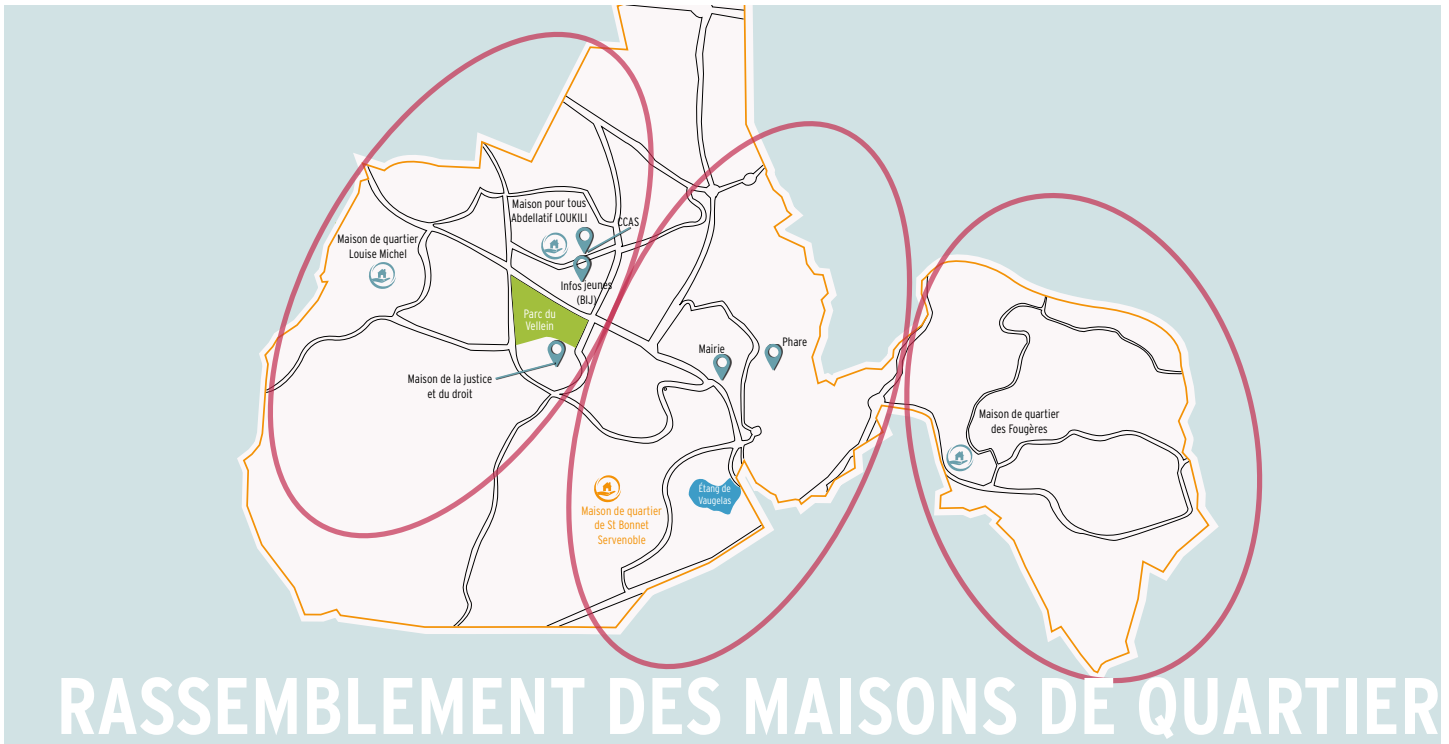 Maison pour tous
Abdellatif LOUKILI
CCAS
Maison de quartier
Louise Michel
Infos Jeunes
(BIJ)
Parc du
Vellein
Mairie
Phare
Maison de la justice
et du droit
Maison de quartier
des Fougères
Étang de
Vaugelas
Maison de quartier
de St Bonnet
Servenoble
RASSEMBLEMENT DES MAISONS DE QUARTIER